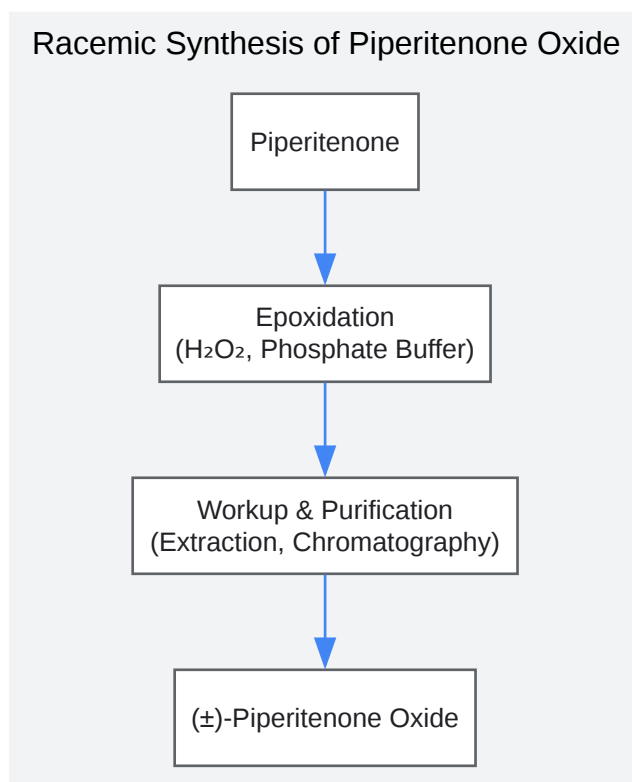 Racemic Synthesis of Piperitenone Oxide
Piperitenone
Epoxidation
(H₂O₂, Phosphate Buffer)
Workup & Purification
(Extraction, Chromatography)
(±)-Piperitenone Oxide